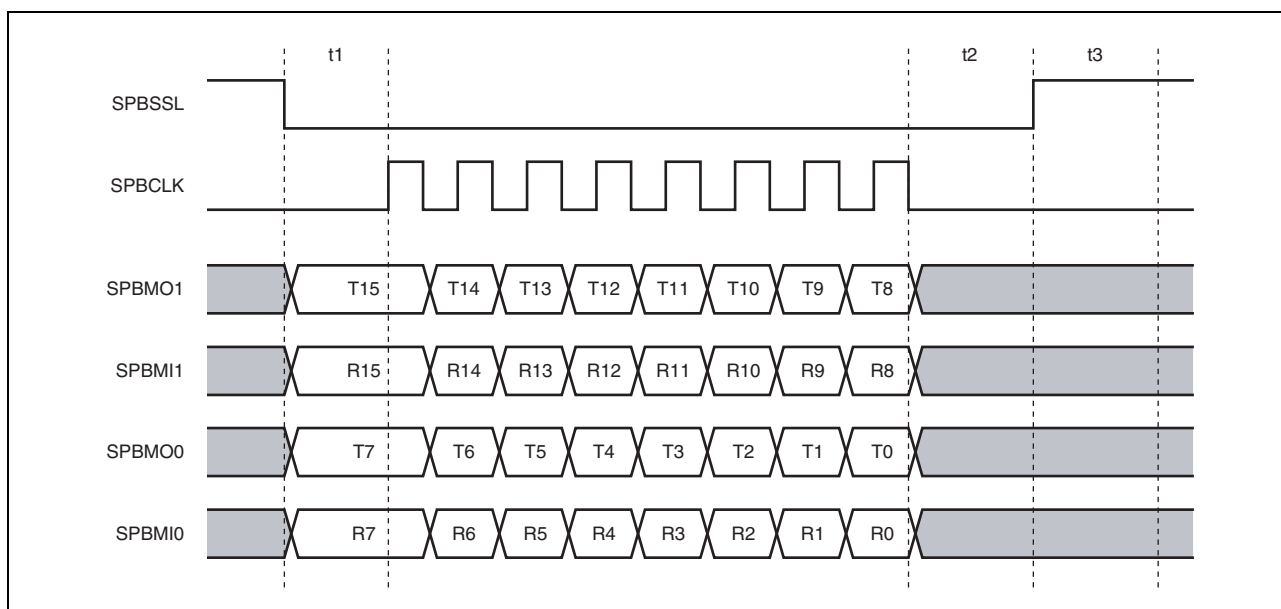 t1 t2 t3
SPBSSL
SPBCLK
SPBMO1 T15 T14 T13 T12 T11 T10 T9 T8
SPBMI1 R15 R14 R13 R12 R11 R10 R9 R8
SPBMO0 T7 T6 T5 T4 T3 T2 T1 T0
SPBMI0 R7 R6 R5 R4 R3 R2 R1 R0